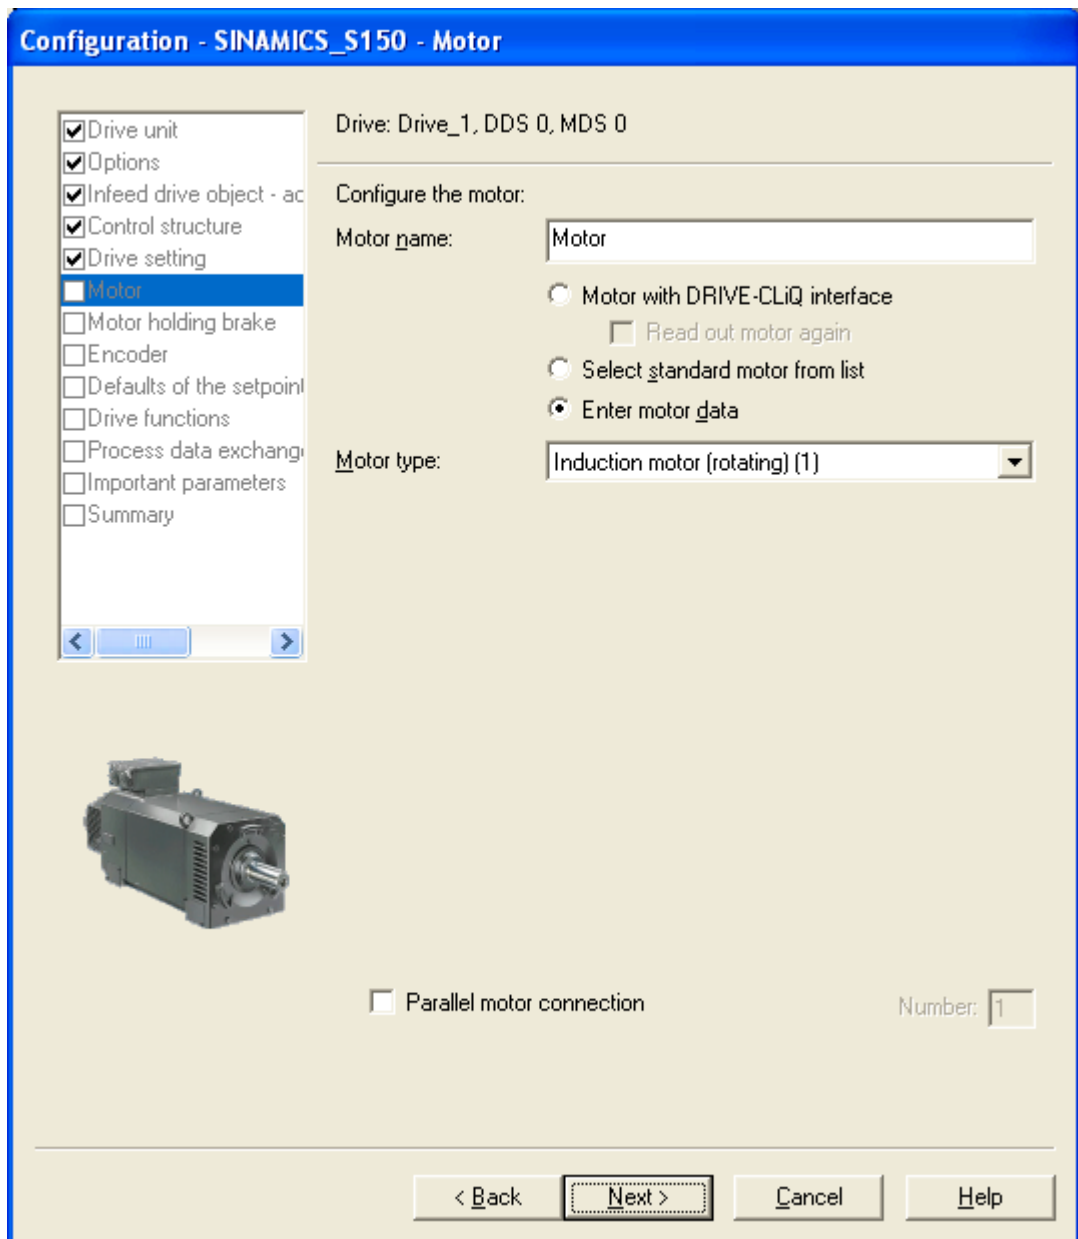 Configuration - SINAMICS_S150 - Motor
Drive unit
Options
Infeed drive object - ac
Control structure
Drive setting
Motor
Motor holding brake
Encoder
Defaults of the setpoint
Drive functions
Process data exchang
Important parameters
Summary
Drive: Drive_1, DDS 0, MDS 0
Configure the motor:
Motor name: Motor
Motor with DRIVE-CLiQ interface
Read out motor again
Select standard motor from list
Enter motor data
Motor type: Induction motor (rotating) (1)
Parallel motor connection Number: 1
< Back Next > Cancel Help